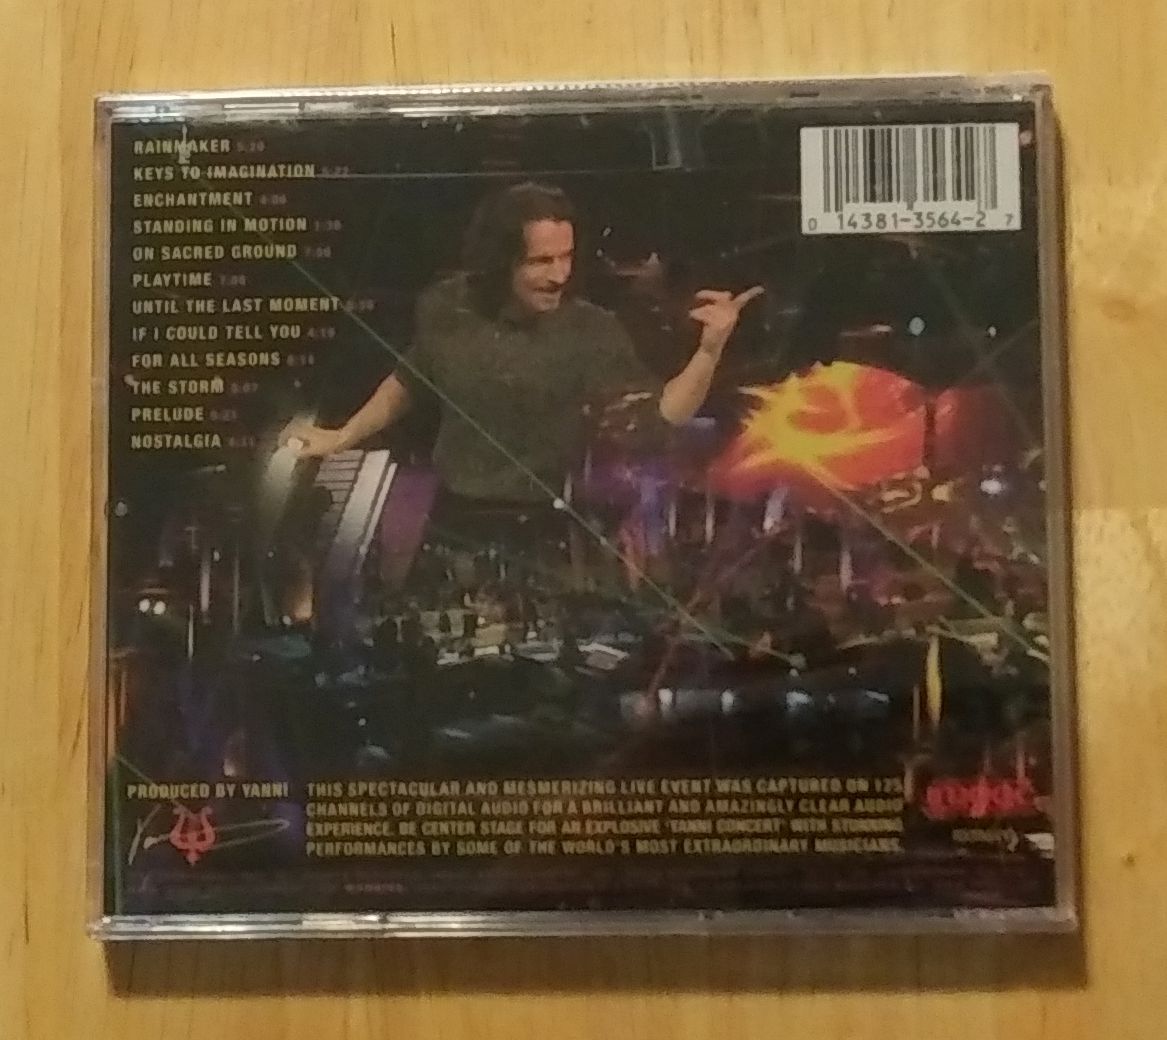 RAINMAKER 5:20
KEYS TO IMAGINATION
ENCHANTMENT
STANDING IN MOTION
ON SACRED GROUND
PLAYTIME
UNTIL THE LAST MOMENT
IF I COULD TELL YOU
FOR ALL SEASONS
THE STORM
PRELUDE
NOSTALGIA
0 14381-3564-2 7
PRODUCED BY YANNI
THIS SPECTACULAR AND MESMERIZING LIVE EVENT WAS CAPTURED ON 125
CHANNELS OF DIGITAL AUDIO FOR A BRILLIANT AND AMAZINGLY CLEAR AUDIO
EXPERIENCE. BE CENTER STAGE FOR AN EXPLOSIVE "YANNI CONCERT" WITH STUNNING
PERFORMANCES BY SOME OF THE WORLD'S MOST EXTRAORDINARY MUSICIANS.